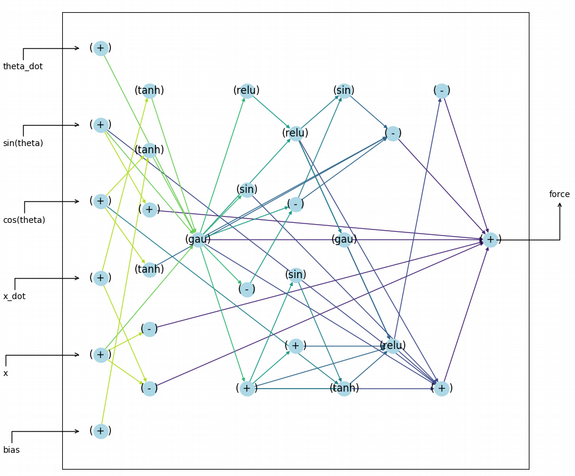 (+)
theta_dot
(tanh)
(relu)
(sin)
(-)
(+)
sin(theta)
(relu)
(-)
(tanh)
(sin)
force
(+)
cos(theta)
(+)
(-)
(gau)
(gau)
(+)
(tanh)
(sin)
(+)
x_dot
(-)
(-)
(+)
x
(+)
(relu)
(-)
(+)
(tanh)
(+)
(+)
bias